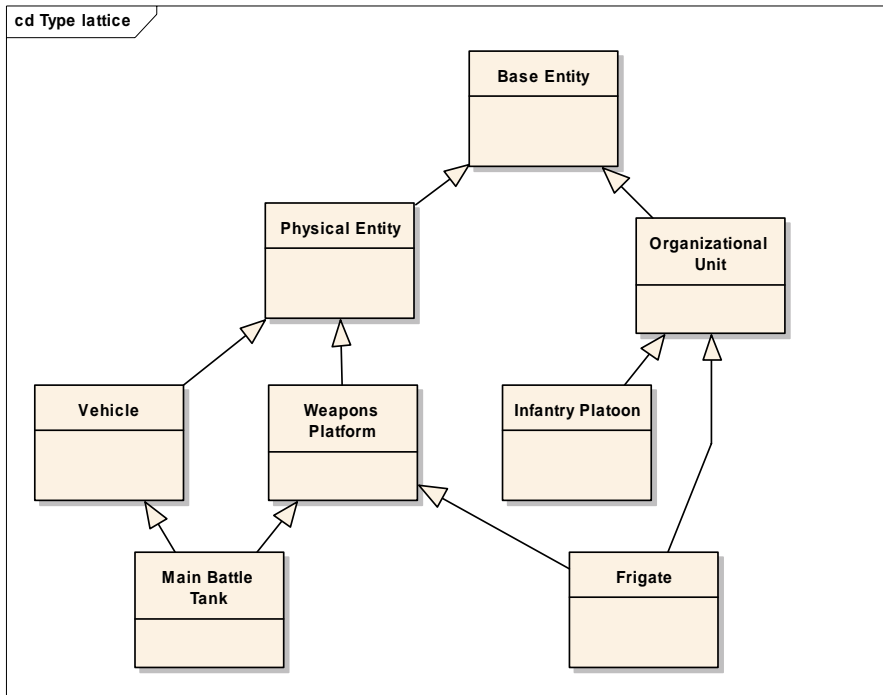 cd Type lattice
Base Entity
Physical Entity
Organizational
Unit
Vehicle
Weapons
Platform
Infantry Platoon
Main Battle
Tank
Frigate